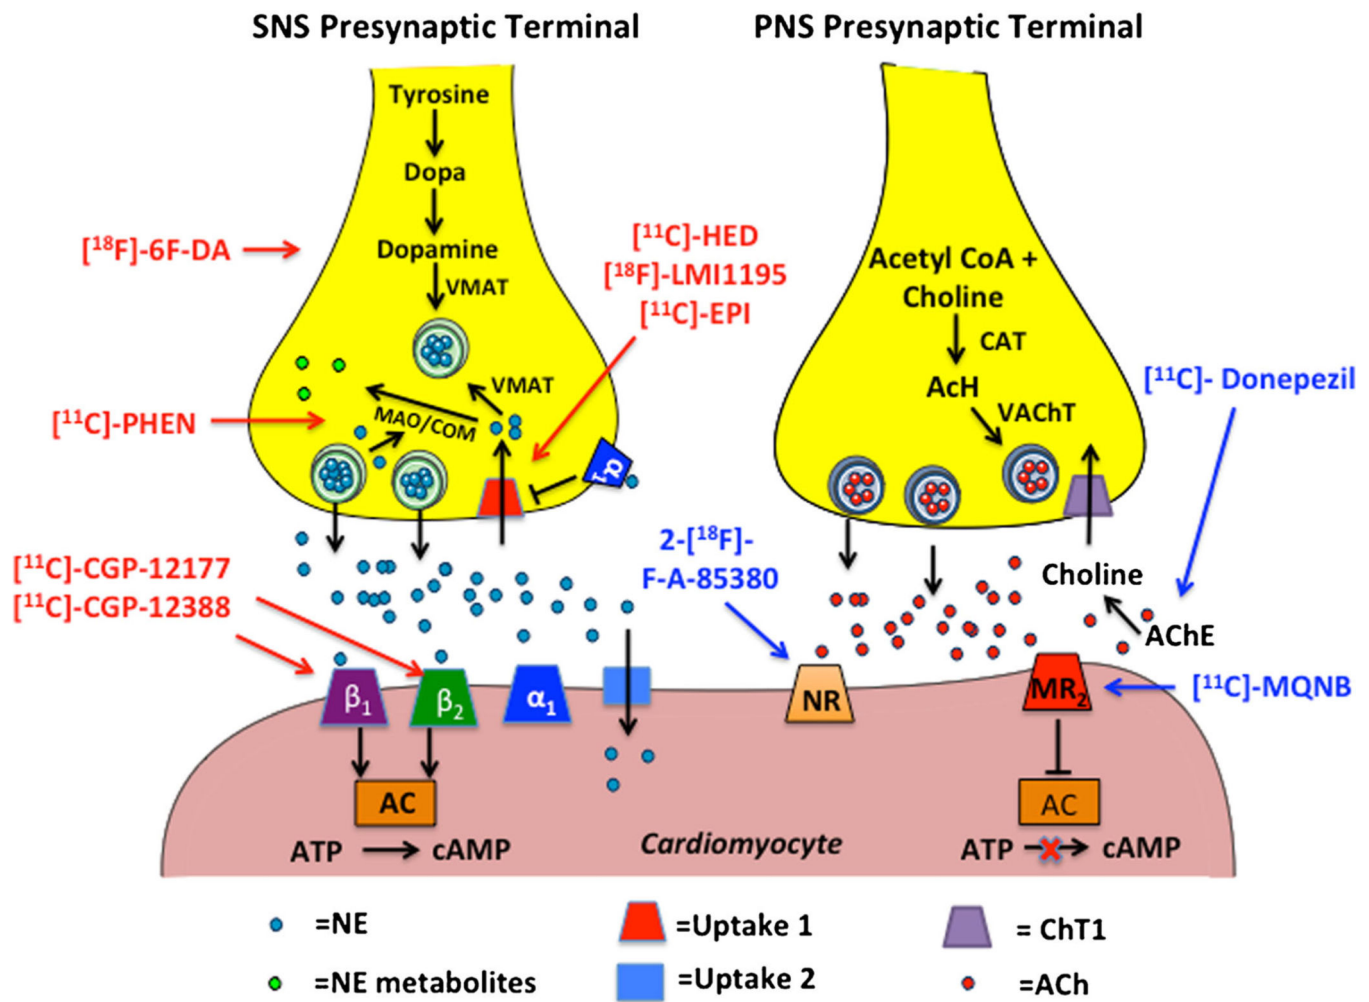 SNS Presynaptic Terminal
PNS Presynaptic Terminal
Tyrosine
Dopa
Dopamine
VMAT
VMAT
MAO/COM
[¹⁸F]-6F-DA
[¹¹C]-HED
[¹⁸F]-LMI1195
[¹¹C]-EPI
[¹¹C]-PHEN
α1
Acetyl CoA +
Choline
CAT
AcH
VAChT
[¹¹C]- Donepezil
[¹¹C]-CGP-12177
[¹¹C]-CGP-12388
2-[¹⁸F]-
F-A-85380
Choline
AChE
[¹¹C]-MQNB
β₁
β₂
α₁
NR
MR₂
AC
ATP
cAMP
Cardiomyocyte
AC
ATP
cAMP
=NE
=Uptake 1
= ChT1
=NE metabolites
=Uptake 2
=ACh